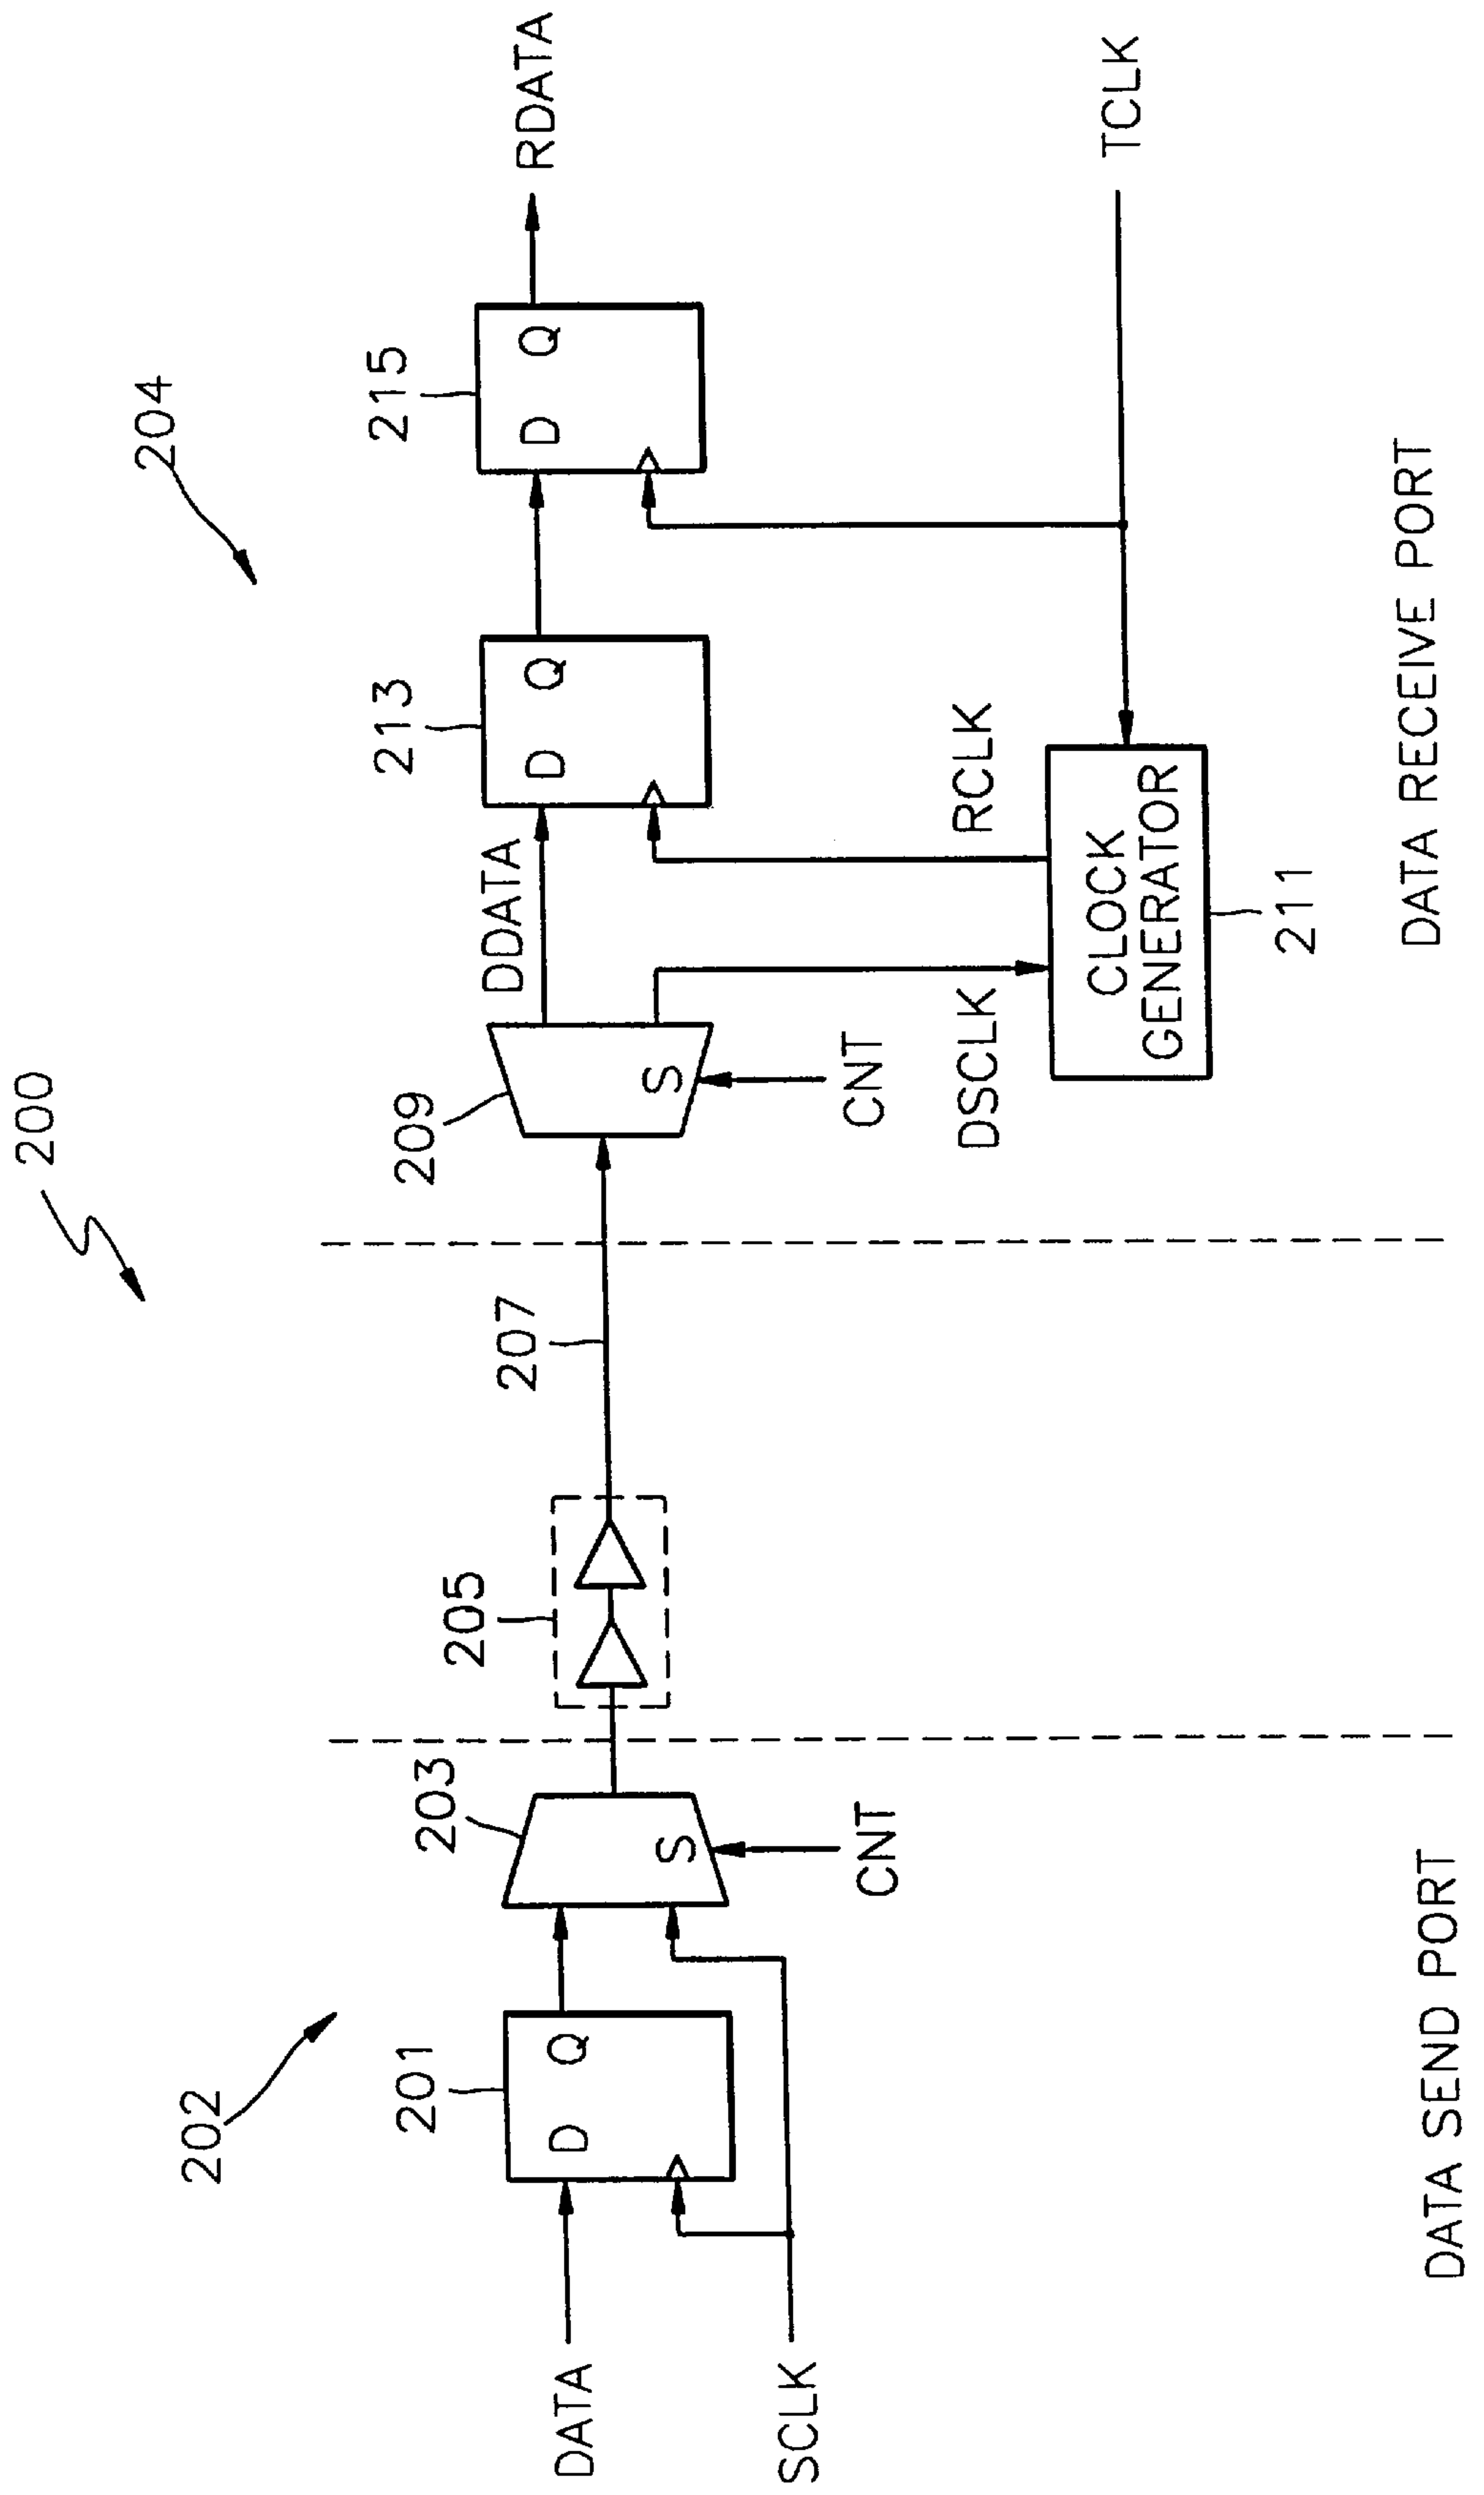 200
202
204
201
203
205
207
209
213
215
DATA
D Q
S
DDATA
S
D Q
D Q
RDATA
SCLK
CNT
CNT
DSCLK
RCLK
CLOCK
GENERATOR
211
TCLK
DATA SEND PORT
DATA RECEIVE PORT